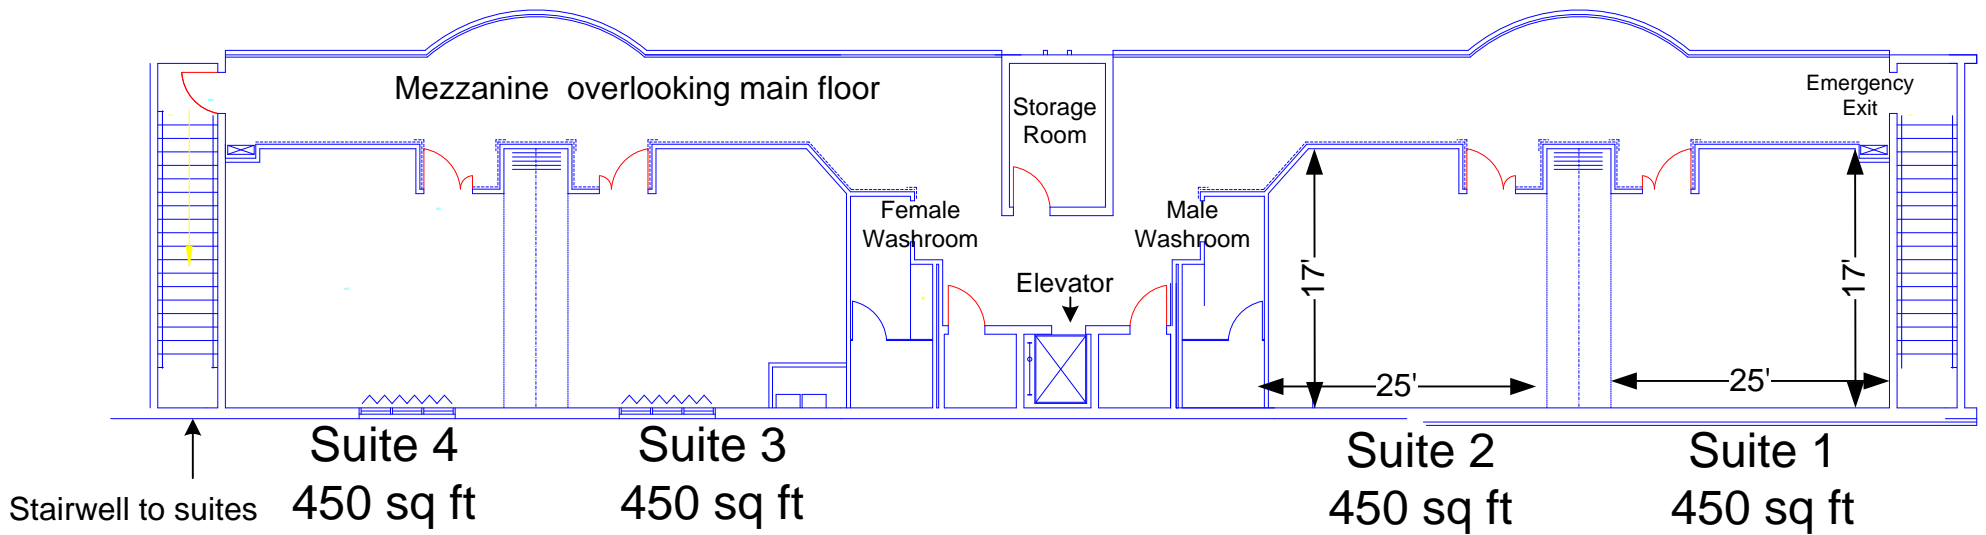 Mezzanine  overlooking main floor
Storage
Room
Emergency
Exit
Female
Washroom
Male
Washroom
Elevator
17'
17'
25'
25'
Suite 4
450 sq ft
Suite 3
450 sq ft
Suite 2
450 sq ft
Suite 1
450 sq ft
Stairwell to suites